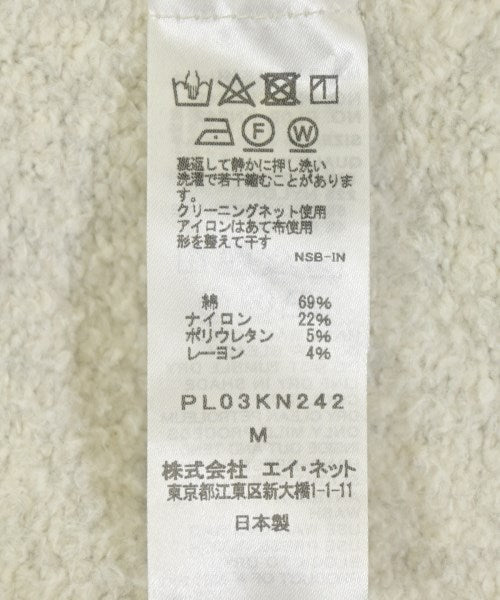 F W
裏返して静かに押し洗い
洗濯で若干縮むことがありま
す。
クリーニングネット使用
アイロンはあて布使用
形を整えて干す
NSB-IN
綿 69%
ナイロン 22%
ポリウレタン 5%
レーヨン 4%
PL03KN242
M
株式会社 エイ・ネット
東京都江東区新大橋1-1-11
日本製